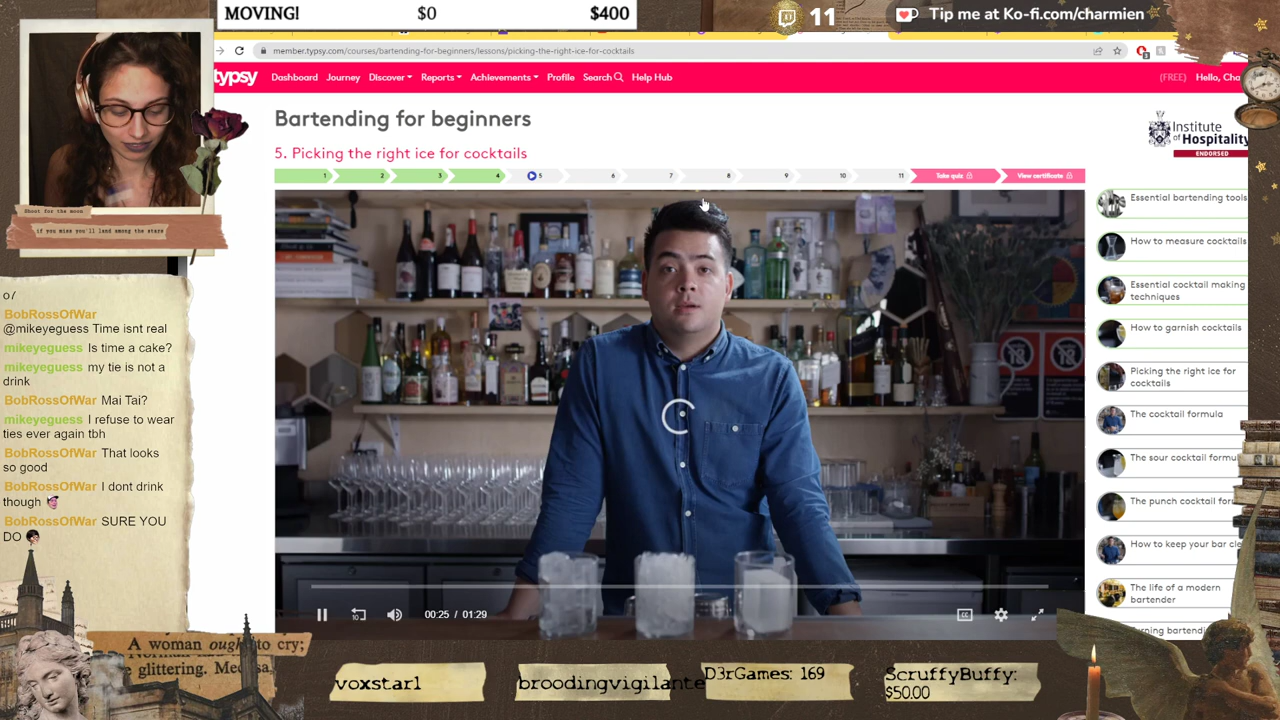 MOVING!
$0
$400
11
Tip me at Ko-fi.com/charmien
member.typsy.com/courses/bartending-for-beginners/lessons/picking-the-right-ice-for-cocktails
typsy
Dashboard
Journey
Discover
Reports
Achievements
Profile
Search
Help Hub
(FREE)
Hello, Cha
Bartending for beginners
Institute
of Hospitality
ENDORSED
5. Picking the right ice for cocktails
1
2
3
4
5
6
7
8
9
10
11
Take quiz
View certificate
Essential bartending tools
How to measure cocktails
Essential cocktail making
techniques
How to garnish cocktails
Picking the right ice for
cocktails
The cocktail formula
The sour cocktail formu
The punch cocktail for
How to keep your bar cle
The life of a modern
bartender
Shoot for the moon
if you miss you'll land among the stars
o7
BobRossOfWar
@mikeyeguess Time isnt real
mikeyeguess Is time a cake?
mikeyeguess my tie is not a
drink
BobRossOfWar Mai Tai?
mikeyeguess I refuse to wear
ties ever again tbh
BobRossOfWar That looks
so good
BobRossOfWar I dont drink
though
BobRossOfWar SURE YOU
DO
18
10
00:25 / 01:29
CC
A woman ought to cy;
glittering. Med sa,
voxstar1
broodingvigilante
D3rGames: 169
ScruffyBuffy:
$50.00